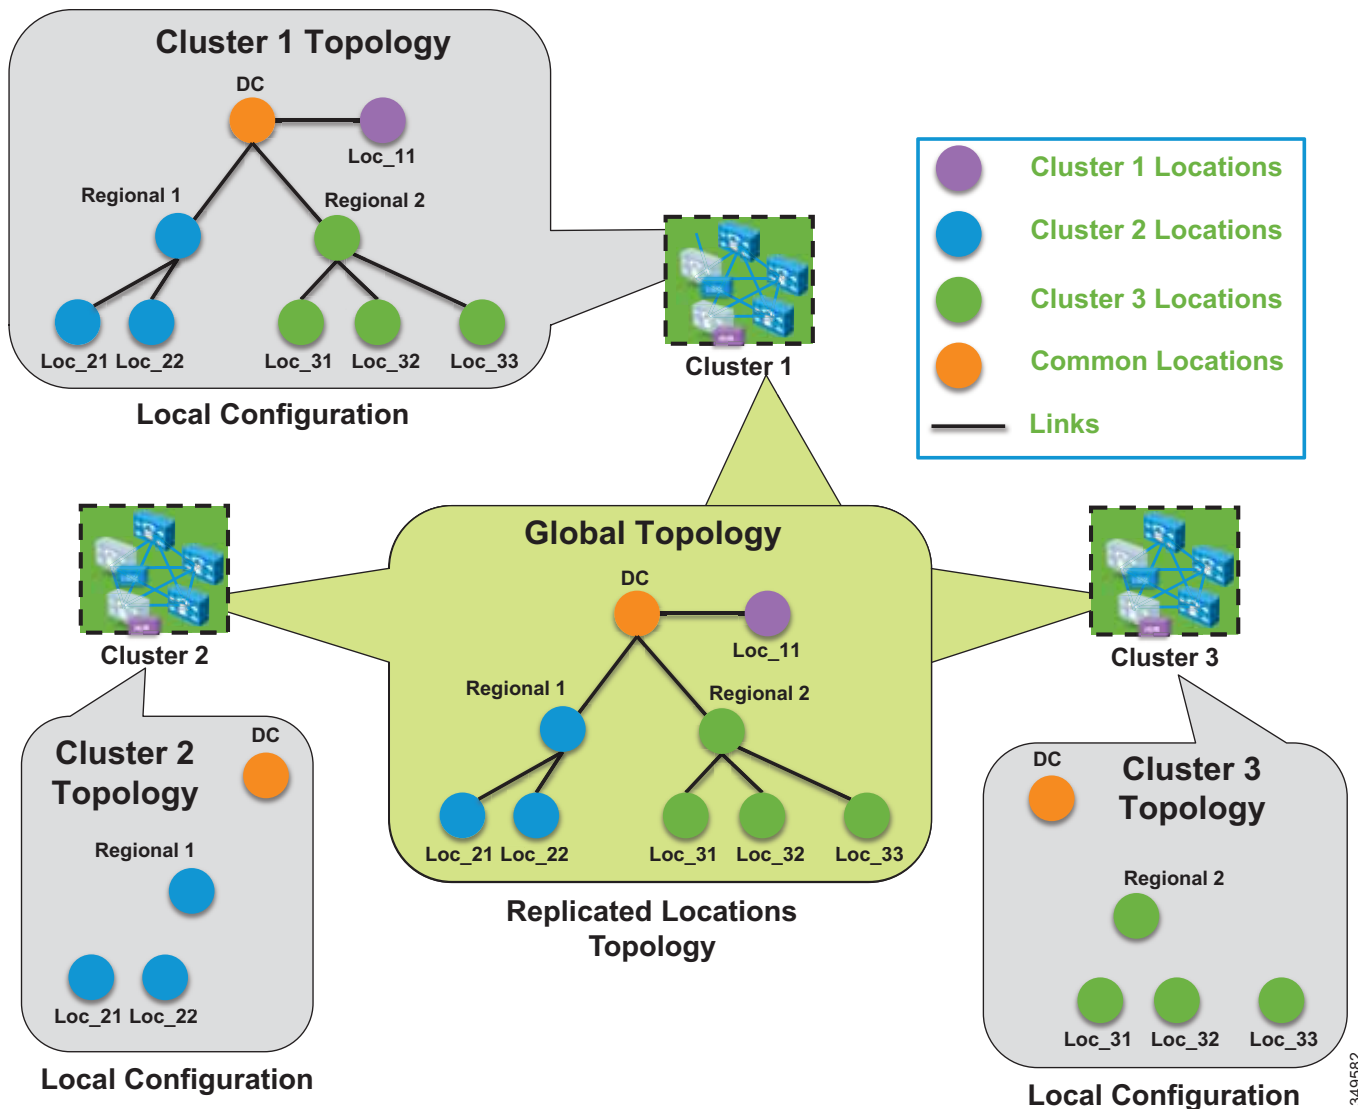 Cluster 1 Topology
DC
Loc_11
Regional 1
Regional 2
Loc_21 Loc_22
Loc_31 Loc_32 Loc_33
Local Configuration
Cluster 1
Cluster 1 Locations
Cluster 2 Locations
Cluster 3 Locations
Common Locations
Links
Cluster 2
Global Topology
DC
Loc_11
Regional 1
Regional 2
Loc_21 Loc_22
Loc_31 Loc_32 Loc_33
Replicated Locations
Topology
Cluster 3
Cluster 2
Topology
DC
Regional 1
Loc_21 Loc_22
Local Configuration
DC
Cluster 3
Topology
Regional 2
Loc_31 Loc_32 Loc_33
Local Configuration
349582